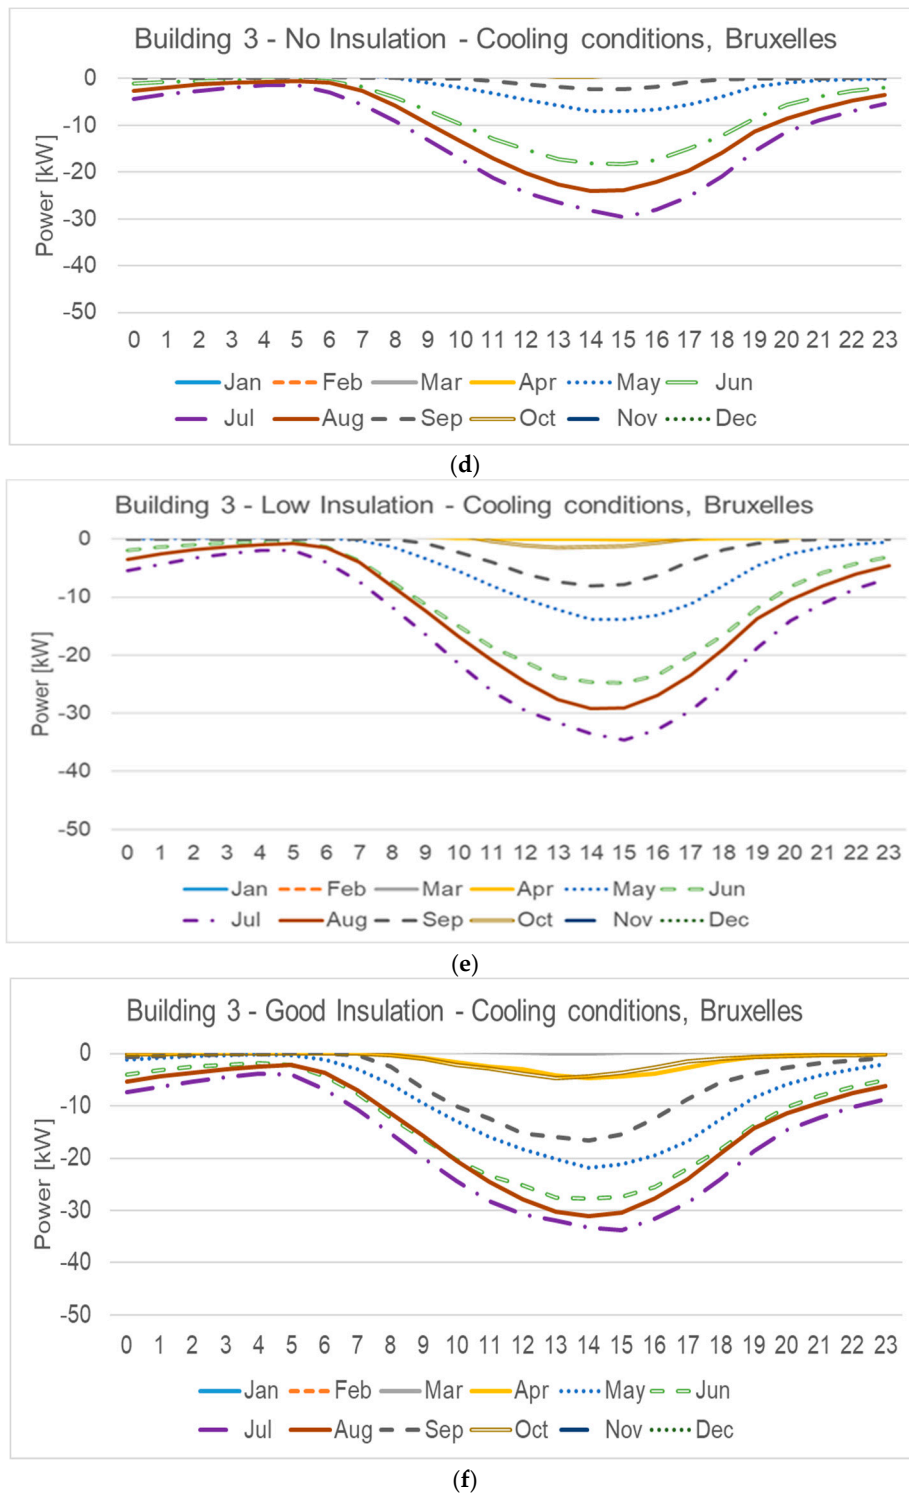 Building 3 - No Insulation - Cooling conditions, Bruxelles
0
-10
-20
-30
-40
-50
Power [kW]
0 1 2 3 4 5 6 7 8 9 10 11 12 13 14 15 16 17 18 19 20 21 22 23
Jan Feb Mar Apr May Jun
Jul Aug Sep Oct Nov Dec
(d)
Building 3 - Low Insulation - Cooling conditions, Bruxelles
0
-10
-20
-30
-40
-50
Power [kW]
0 1 2 3 4 5 6 7 8 9 10 11 12 13 14 15 16 17 18 19 20 21 22 23
Jan Feb Mar Apr May Jun
Jul Aug Sep Oct Nov Dec
(e)
Building 3 - Good Insulation - Cooling conditions, Bruxelles
0
-10
-20
-30
-40
-50
Power [kW]
0 1 2 3 4 5 6 7 8 9 10 11 12 13 14 15 16 17 18 19 20 21 22 23
Jan Feb Mar Apr May Jun
Jul Aug Sep Oct Nov Dec
(f)